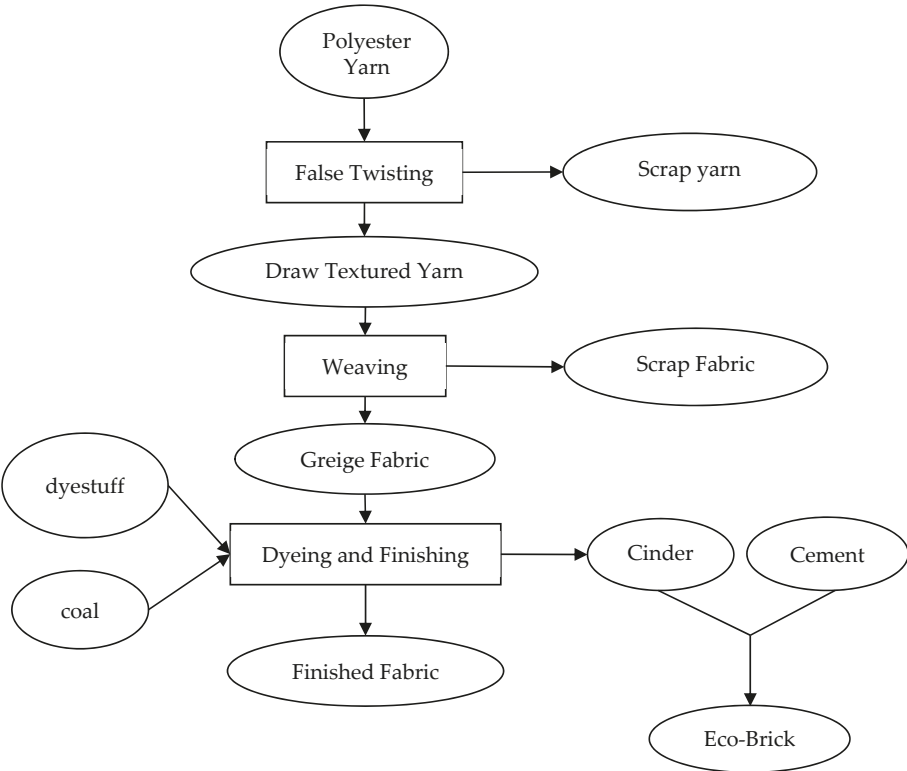 Polyester
Yarn
False Twisting
Scrap yarn
Draw Textured Yarn
Weaving
Scrap Fabric
Greige Fabric
dyestuff
Dyeing and Finishing
Cinder
Cement
coal
Finished Fabric
Eco-Brick